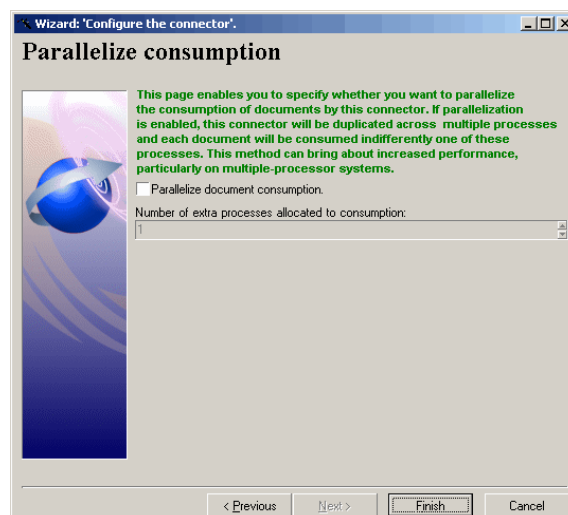 Wizard: 'Configure the connector'.
Parallelize consumption
This page enables you to specify whether you want to parallelize
the consumption of documents by this connector. If parallelization
is enabled, this connector will be duplicated across multiple processes
and each document will be consumed indifferently one of these
processes. This method can bring about increased performance,
particularly on multiple-processor systems.
Parallelize document consumption.
Number of extra processes allocated to consumption:
1
< Previous Next > Finish Cancel